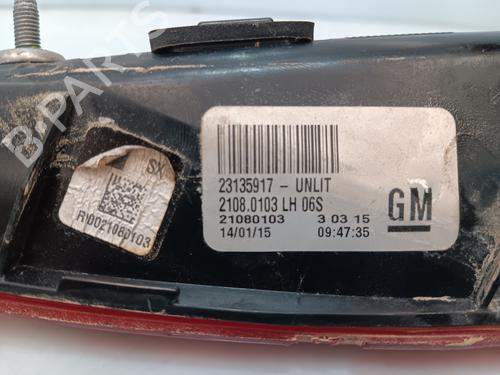 B-PARTS
SX
RI0021080103
23135917 - UNLIT
2108.0103 LH 06S
21080103 3 03 15
14/01/15 09:47:35
GM